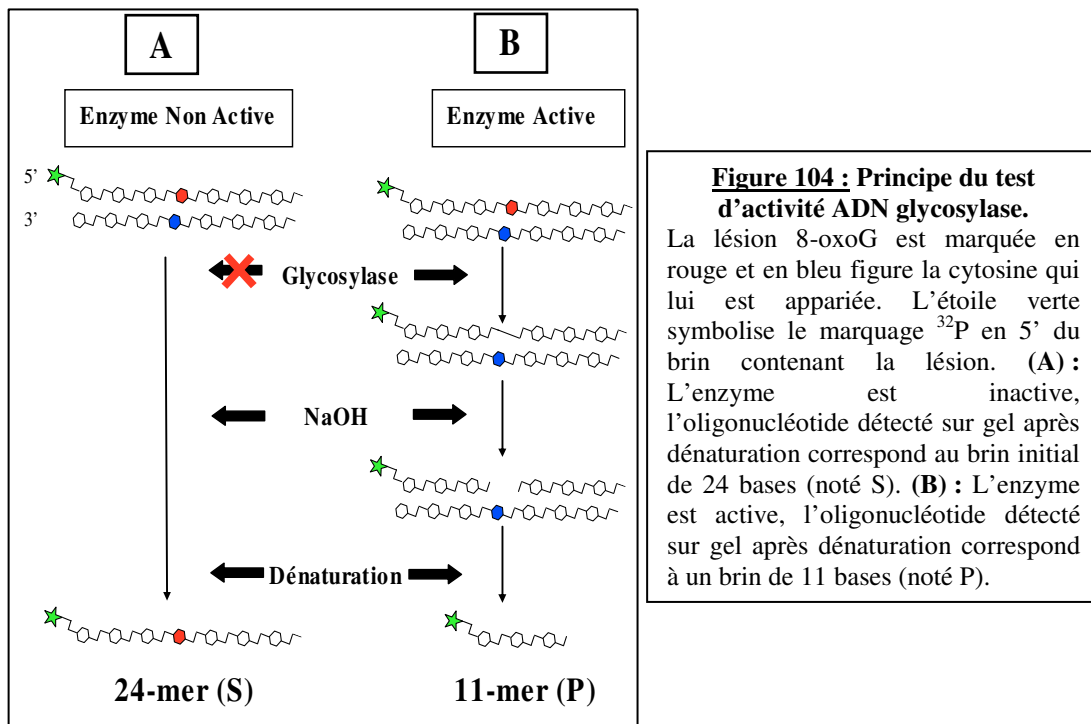 A
B
Enzyme Non Active
Enzyme Active
5’
3’
Glycosylase
NaOH
Dénaturation
24-mer (S)
11-mer (P)
Figure 104 : Principe du test
d’activité ADN glycosylase.
La lésion 8-oxoG est marquée en
rouge et en bleu figure la cytosine qui
lui est appariée. L’étoile verte
symbolise le marquage ³²P en 5’ du
brin contenant la lésion. (A) :
L’enzyme est inactive,
l’oligonucléotide détecté sur gel après
dénaturation correspond au brin initial
de 24 bases (noté S). (B) : L’enzyme
est active, l’oligonucléotide détecté
sur gel après dénaturation correspond
à un brin de 11 bases (noté P).